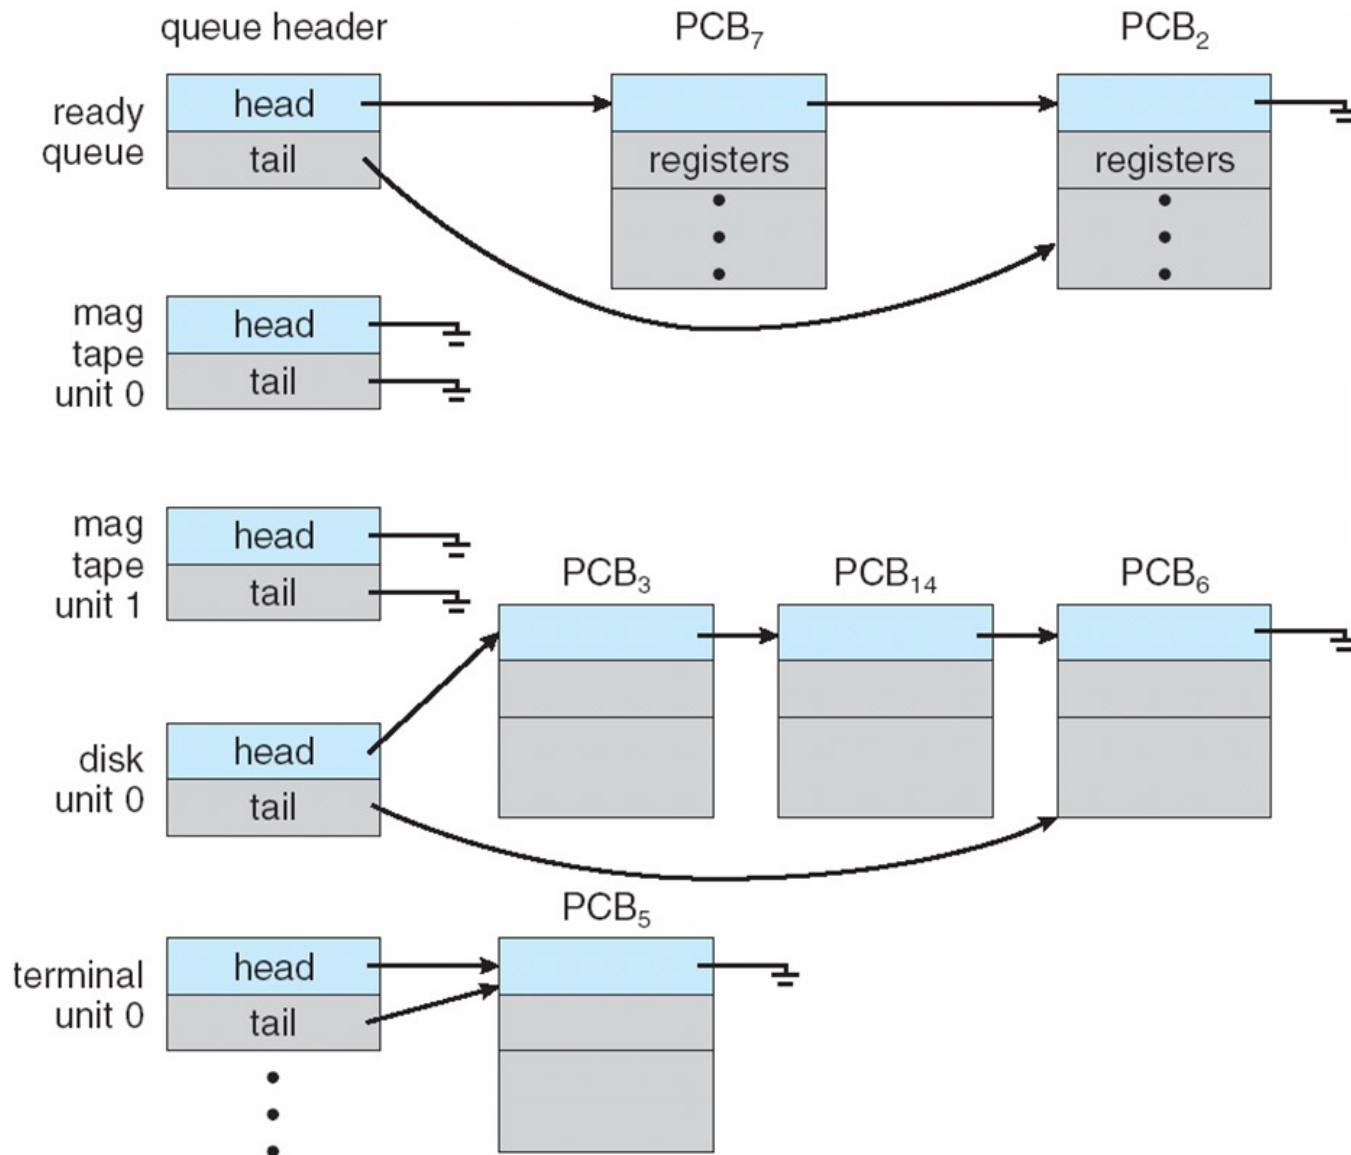 queue header
PCB₇
PCB₂
ready
queue
head
tail
registers
registers
mag
tape
unit 0
head
tail
mag
tape
unit 1
head
tail
PCB₃
PCB₁₄
PCB₆
disk
unit 0
head
tail
PCB₅
terminal
unit 0
head
tail